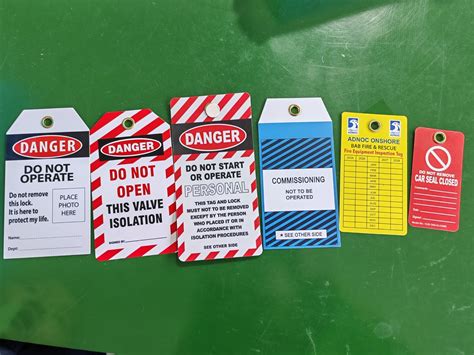 DANGER
DO NOT
OPERATE
Do not remove
this lock.
It is here to
protect my life.
PLACE
PHOTO
HERE
Name
Dept
DANGER
DO NOT
OPEN
THIS VALVE
ISOLATION
SIGNED BY
DANGER
DO NOT START
OR OPERATE
PERSONAL
THIS TAG AND LOCK
MUST NOT TO BE REMOVED
EXCEPT BY THE PERSON
WHO PLACED IT OR IN
ACCORDANCE WITH
ISOLATION PROCEDURES
SEE OTHER SIDE
COMMISSIONING
NOT TO BE
OPERATED
SEE OTHER SIDE
ADNOC ONSHORE
BAB FIRE & RESCUE
Fire Equipment Inspection Tag
DO NOT REMOVE
CAR SEAL CLOSED